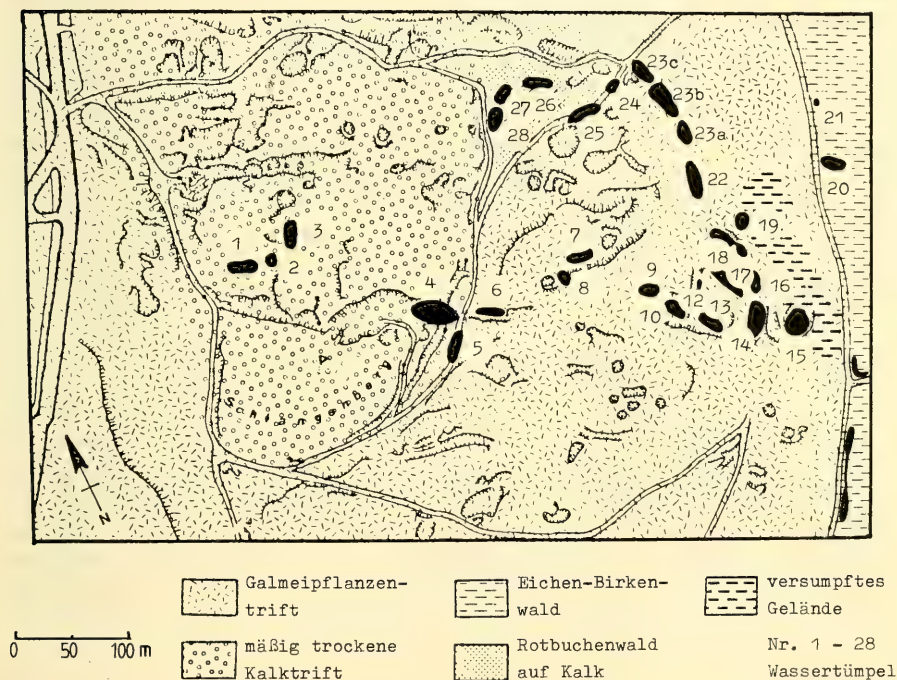 23c
27
26
24
23b
21
28
25
23a
22
20
1
3
7
19
2
18
4
6
8
9
17
16
10
12
13
5
14
15
Schlangenberg
N
Galmeipflanzen-
trift
Eichen-Birken-
wald
versumpftes
Gelände
0 50 100 m
mäßig trockene
Kalktrift
Rotbuchenwald
auf Kalk
Nr. 1 - 28
Wassertümpel